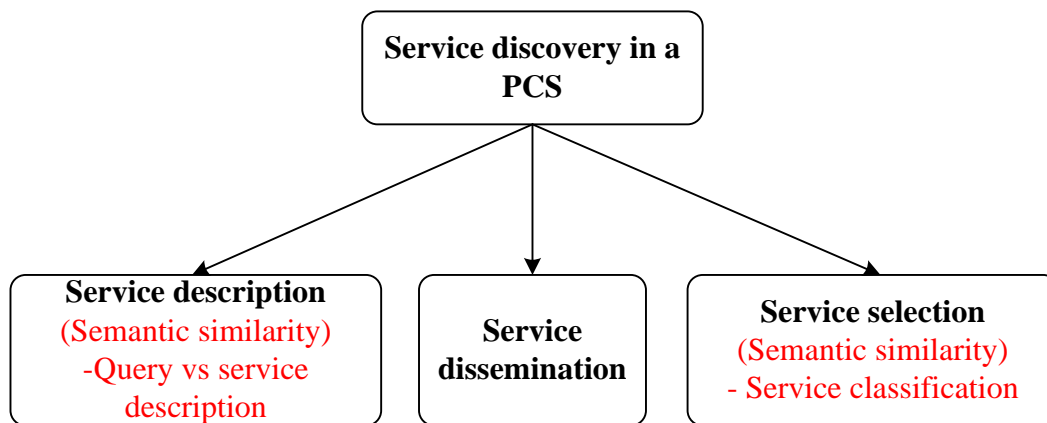 Service discovery in a
PCS
Service description
(Semantic similarity)
-Query vs service
description
Service
dissemination
Service selection
(Semantic similarity)
- Service classification